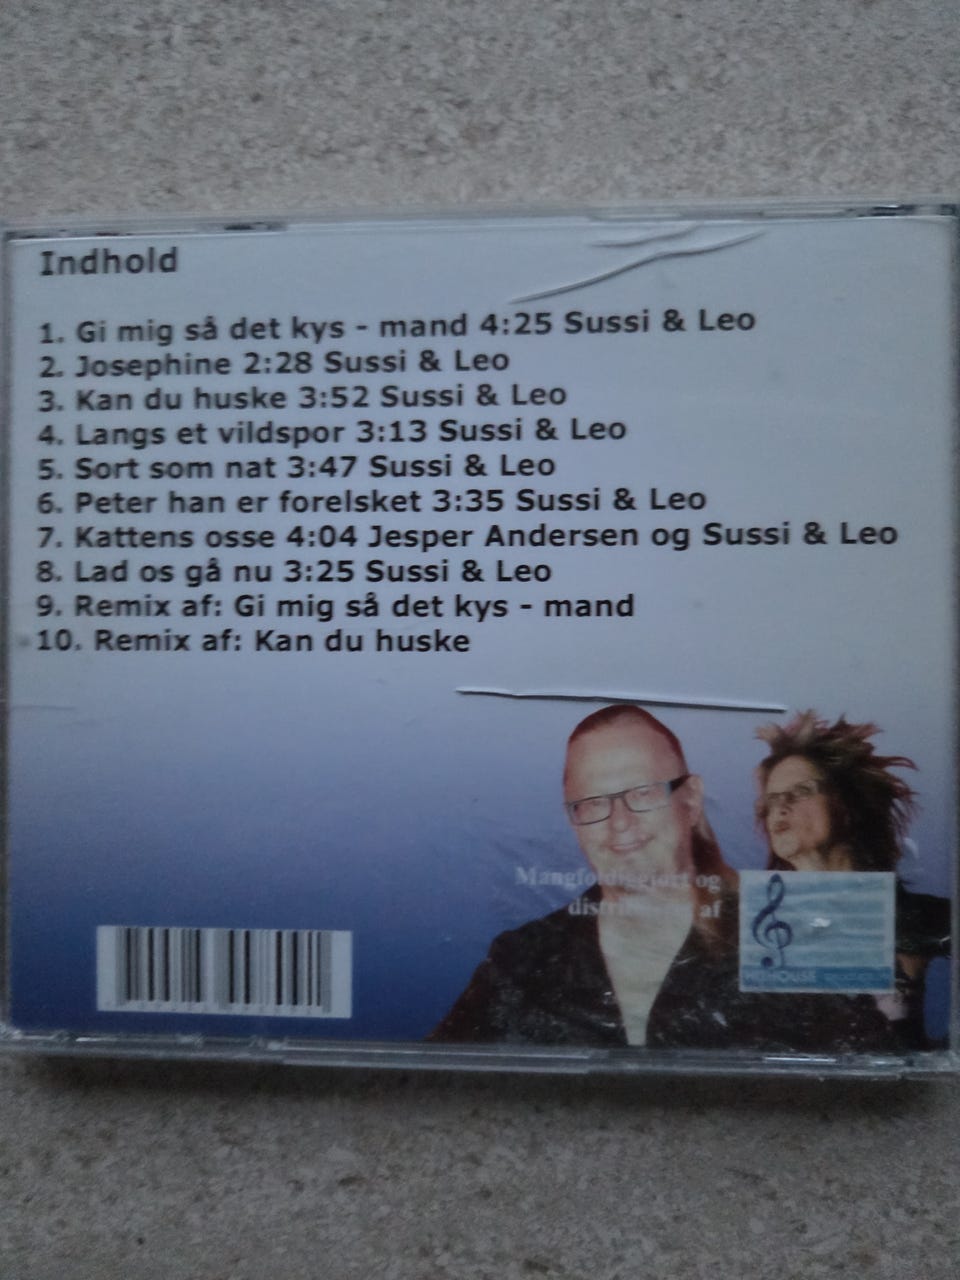 Indhold
1. Gi mig så det kys - mand 4:25 Sussi & Leo
2. Josephine 2:28 Sussi & Leo
3. Kan du huske 3:52 Sussi & Leo
4. Langs et vildspor 3:13 Sussi & Leo
5. Sort som nat 3:47 Sussi & Leo
6. Peter han er forelsket 3:35 Sussi & Leo
7. Kattens osse 4:04 Jesper Andersen og Sussi & Leo
8. Lad os gå nu 3:25 Sussi & Leo
9. Remix af: Gi mig så det kys - mand
10. Remix af: Kan du huske
Mangfoldiggjort og
af